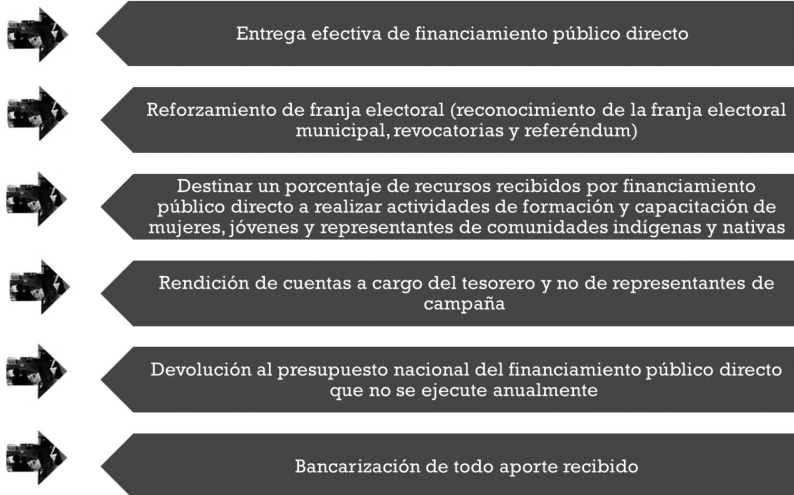 Entrega efectiva de financiamiento público directo
Reforzamiento de franja electoral (reconocimiento de la franja electoral
municipal, revocatorias y referéndum)
Destinar un porcentaje de recursos recibidos por financiamiento
público directo a realizar actividades de formación y capacitación de
mujeres, jóvenes y representantes de comunidades indígenas y nativas
Rendición de cuentas a cargo del tesorero y no de representantes de
campaña
Devolución al presupuesto nacional del financiamiento público directo
que no se ejecute anualmente
Bancarización de todo aporte recibido